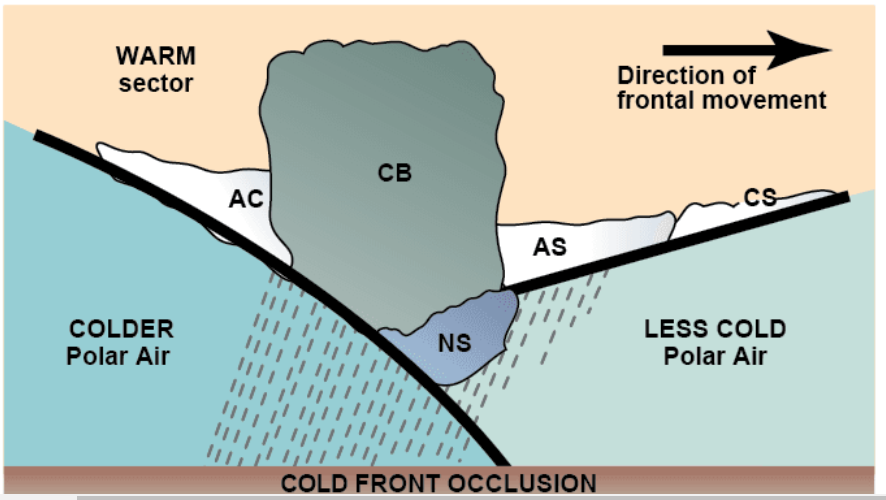 WARM
sector
Direction of
frontal movement
CB
AC
CS
AS
NS
COLDER
Polar Air
LESS COLD
Polar Air
COLD FRONT OCCLUSION